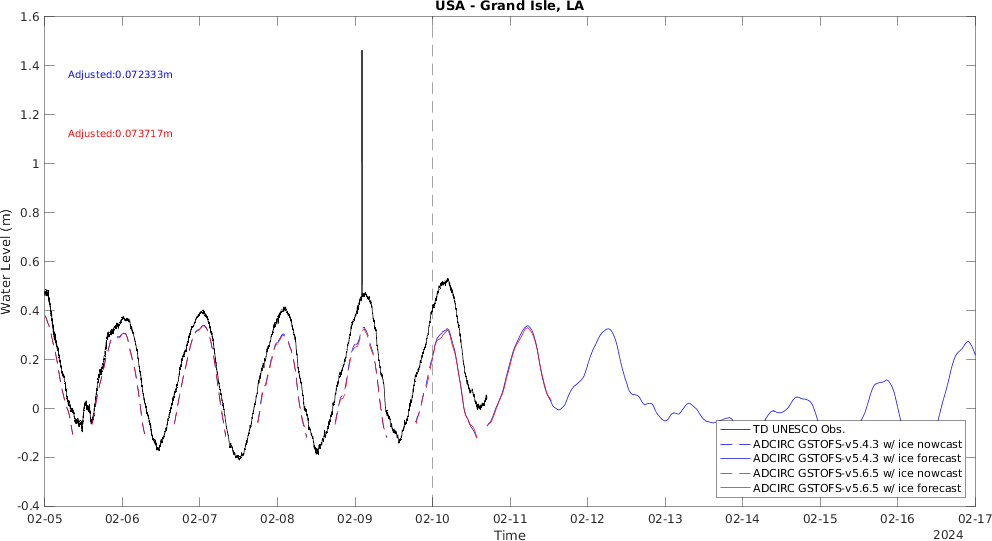 USA - Grand Isle, LA
1.6
1.4
1.2
1
0.8
0.6
0.4
0.2
0
-0.2
-0.4
Water Level (m)
Adjusted:0.072333m
Adjusted:0.073717m
TD UNESCO Obs.
ADCIRC GSTOFS-v5.4.3 w/ ice nowcast
ADCIRC GSTOFS-v5.4.3 w/ ice forecast
ADCIRC GSTOFS-v5.6.5 w/ ice nowcast
ADCIRC GSTOFS-v5.6.5 w/ ice forecast
02-05 02-06 02-07 02-08 02-09 02-10 02-11 02-12 02-13 02-14 02-15 02-16 02-17
Time
2024